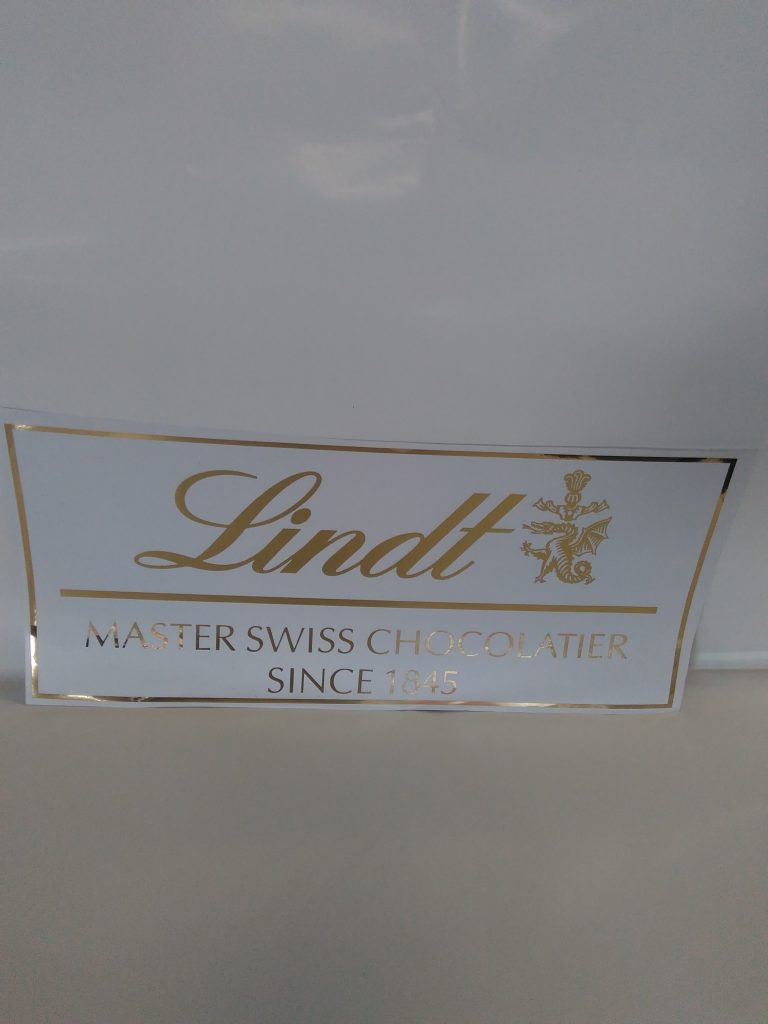 Lindt
MASTER SWISS CHOCOLATIER
SINCE 1845